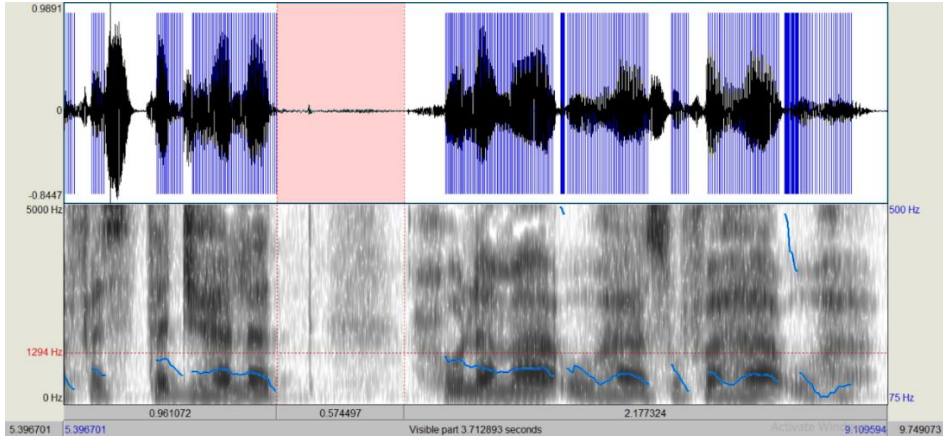 0.9891
0
-0.8447
5000 Hz 500 Hz
1294 Hz
0 Hz 75 Hz
0.961072 0.574497 2.177324
Activate Wind
5.396701 5.396701 Visible part 3.712893 seconds 9.109594 9.749073